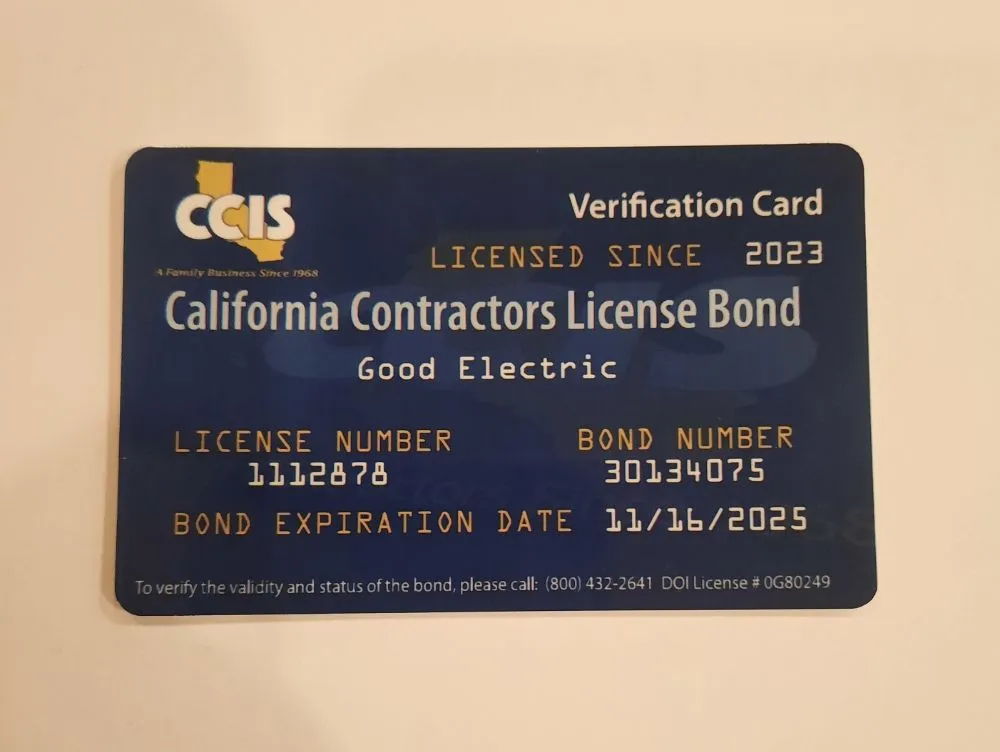 CCIS
A Family Business Since 1968
Verification Card
LICENSED SINCE 2023
California Contractors License Bond
Good Electric
LICENSE NUMBER BOND NUMBER
1112878 30134075
BOND EXPIRATION DATE 11/16/2025
To verify the validity and status of the bond, please call: (800) 432-2641 DOI License # 0G80249